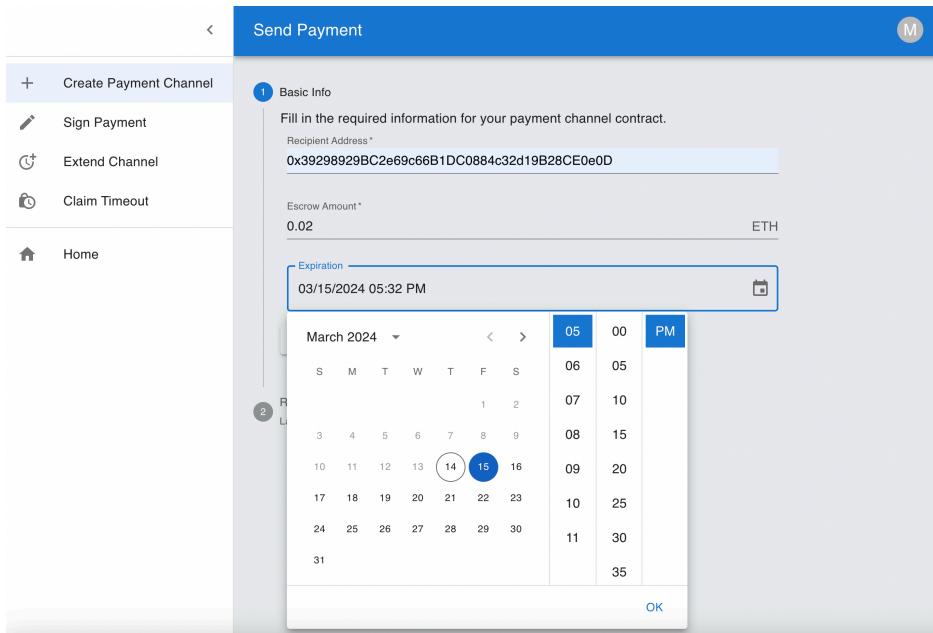 Send Payment
M
Create Payment Channel
Sign Payment
Extend Channel
Claim Timeout
Home
1 Basic Info
Fill in the required information for your payment channel contract.
Recipient Address *
0x39298929BC2e69c66B1DC0884c32d19B28CE0e0D
Escrow Amount *
0.02 ETH
Expiration
03/15/2024 05:32 PM
March 2024
S M T W T F S
1 2
3 4 5 6 7 8 9
10 11 12 13 14 15 16
17 18 19 20 21 22 23
24 25 26 27 28 29 30
31
05 00 PM
06 05
07 10
08 15
09 20
10 25
11 30
35
OK
2